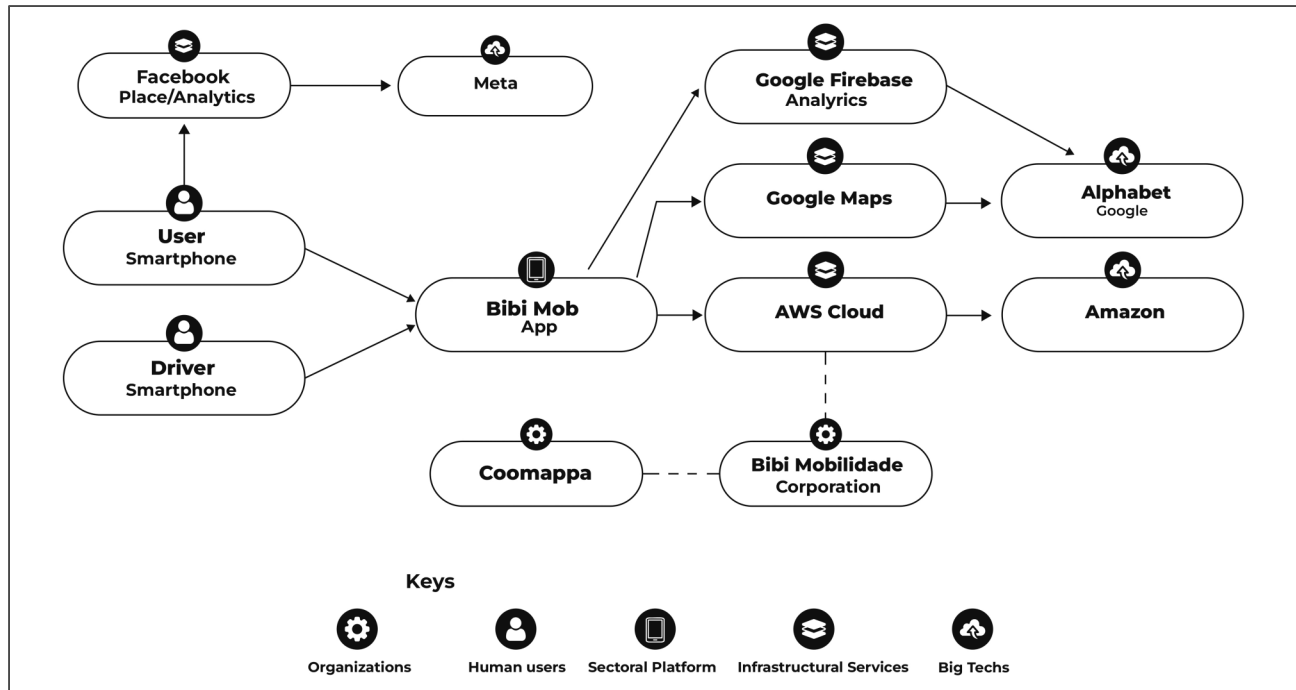 Facebook
Place/Analytics
Meta
Google Firebase
Analyrics
Google Maps
Alphabet
Google
User
Smartphone
Bibi Mob
App
AWS Cloud
Amazon
Driver
Smartphone
Coomappa
Bibi Mobilidade
Corporation
Keys
Organizations
Human users
Sectoral Platform
Infrastructural Services
Big Techs